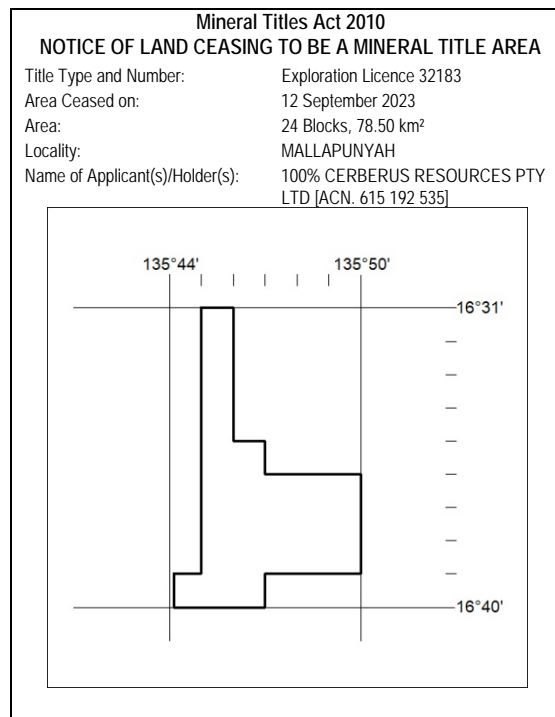 Mineral Titles Act 2010
NOTICE OF LAND CEASING TO BE A MINERAL TITLE AREA
Title Type and Number: Exploration Licence 32183
Area Ceased on: 12 September 2023
Area: 24 Blocks, 78.50 km²
Locality: MALLAPUNYAH
Name of Applicant(s)/Holder(s): 100% CERBERUS RESOURCES PTY
LTD [ACN. 615 192 535]
135°44' 135°50'
16°31'
16°40'